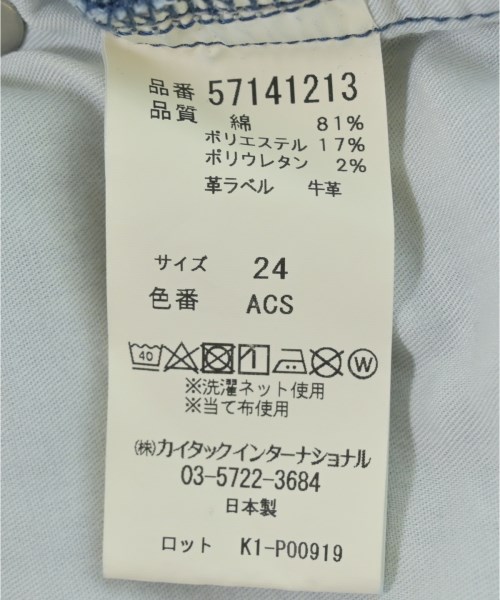 品番 57141213
品質 綿 81%
ポリエステル 17%
ポリウレタン 2%
革ラベル 牛革
サイズ 24
色番 ACS
40 W
※洗濯ネット使用
※当て布使用
㈱カイタックインターナショナル
03-5722-3684
日本製
ロット K1-P00919